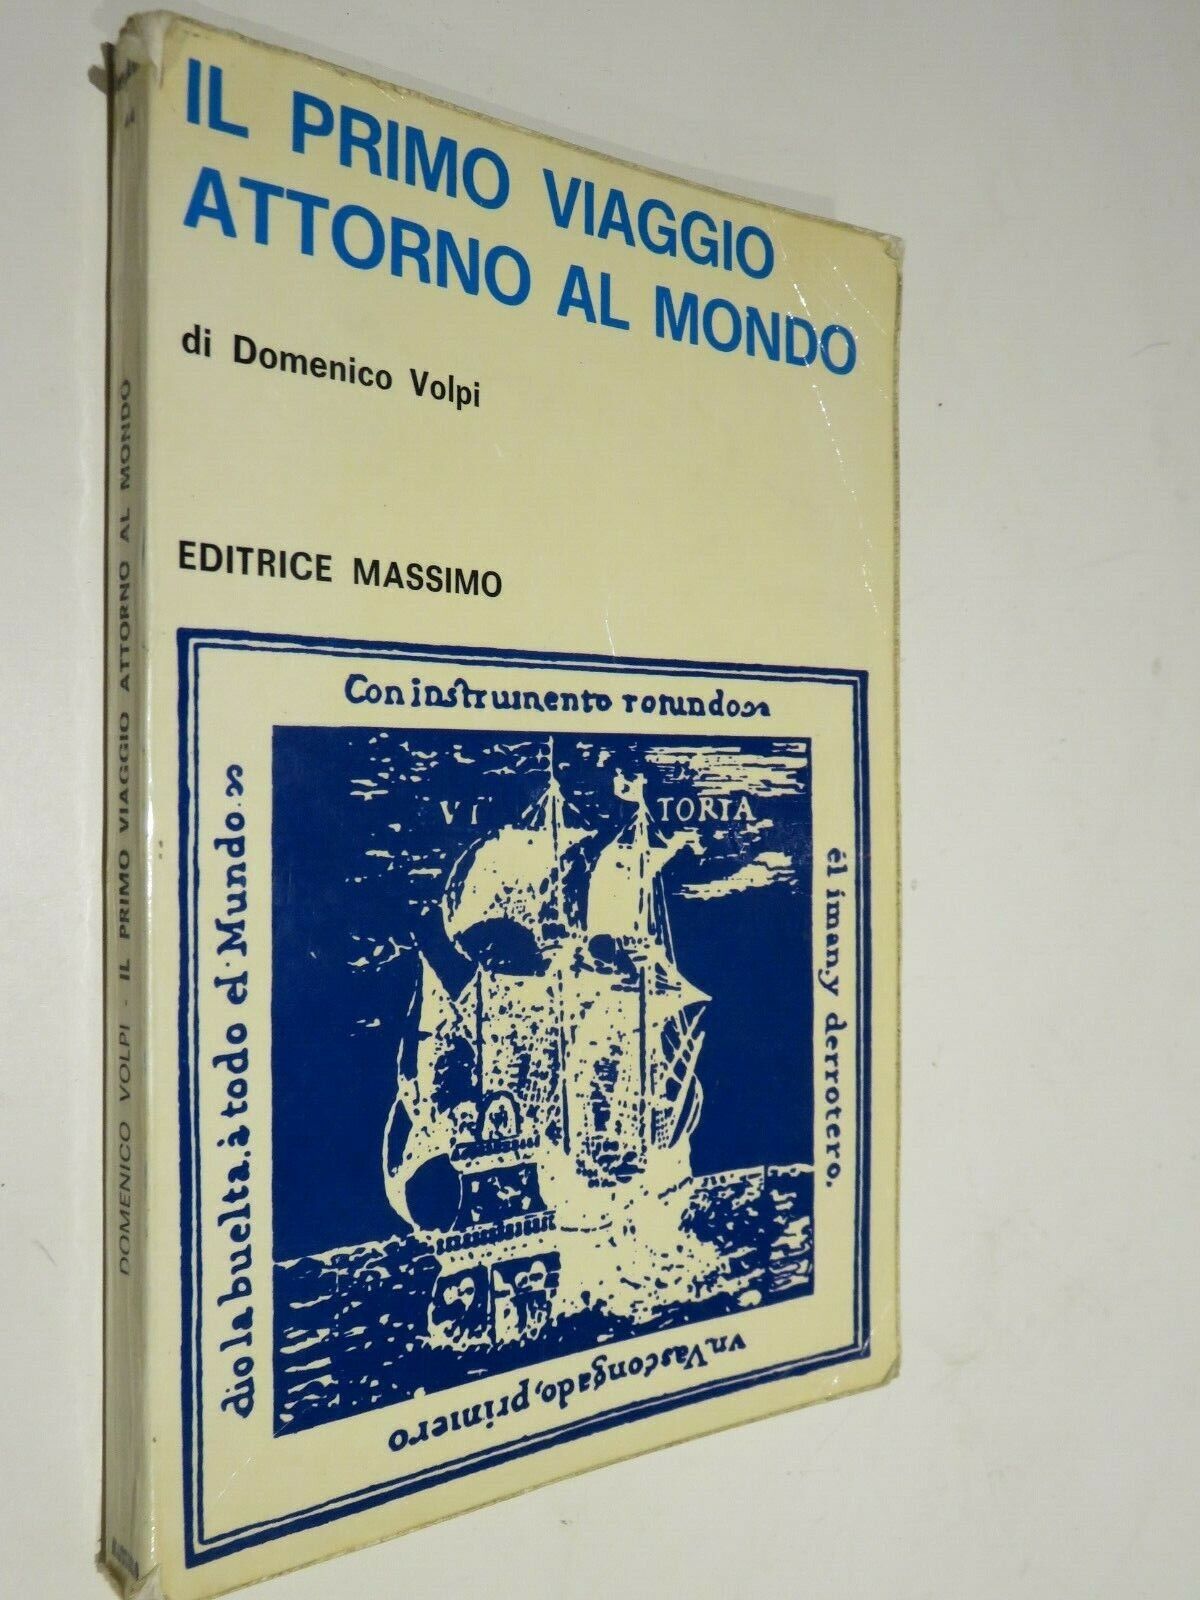 IL PRIMO VIAGGIO
ATTORNO AL MONDO
di Domenico Volpi
EDITRICE MASSIMO
Con instrumento rotundo
VI TORIA
el iman, y derrotero.
vn Vascongado, primero
dio la buelta, à todo el Mundo.
DOMENICO VOLPI - IL PRIMO VIAGGIO ATTORNO AL MONDO